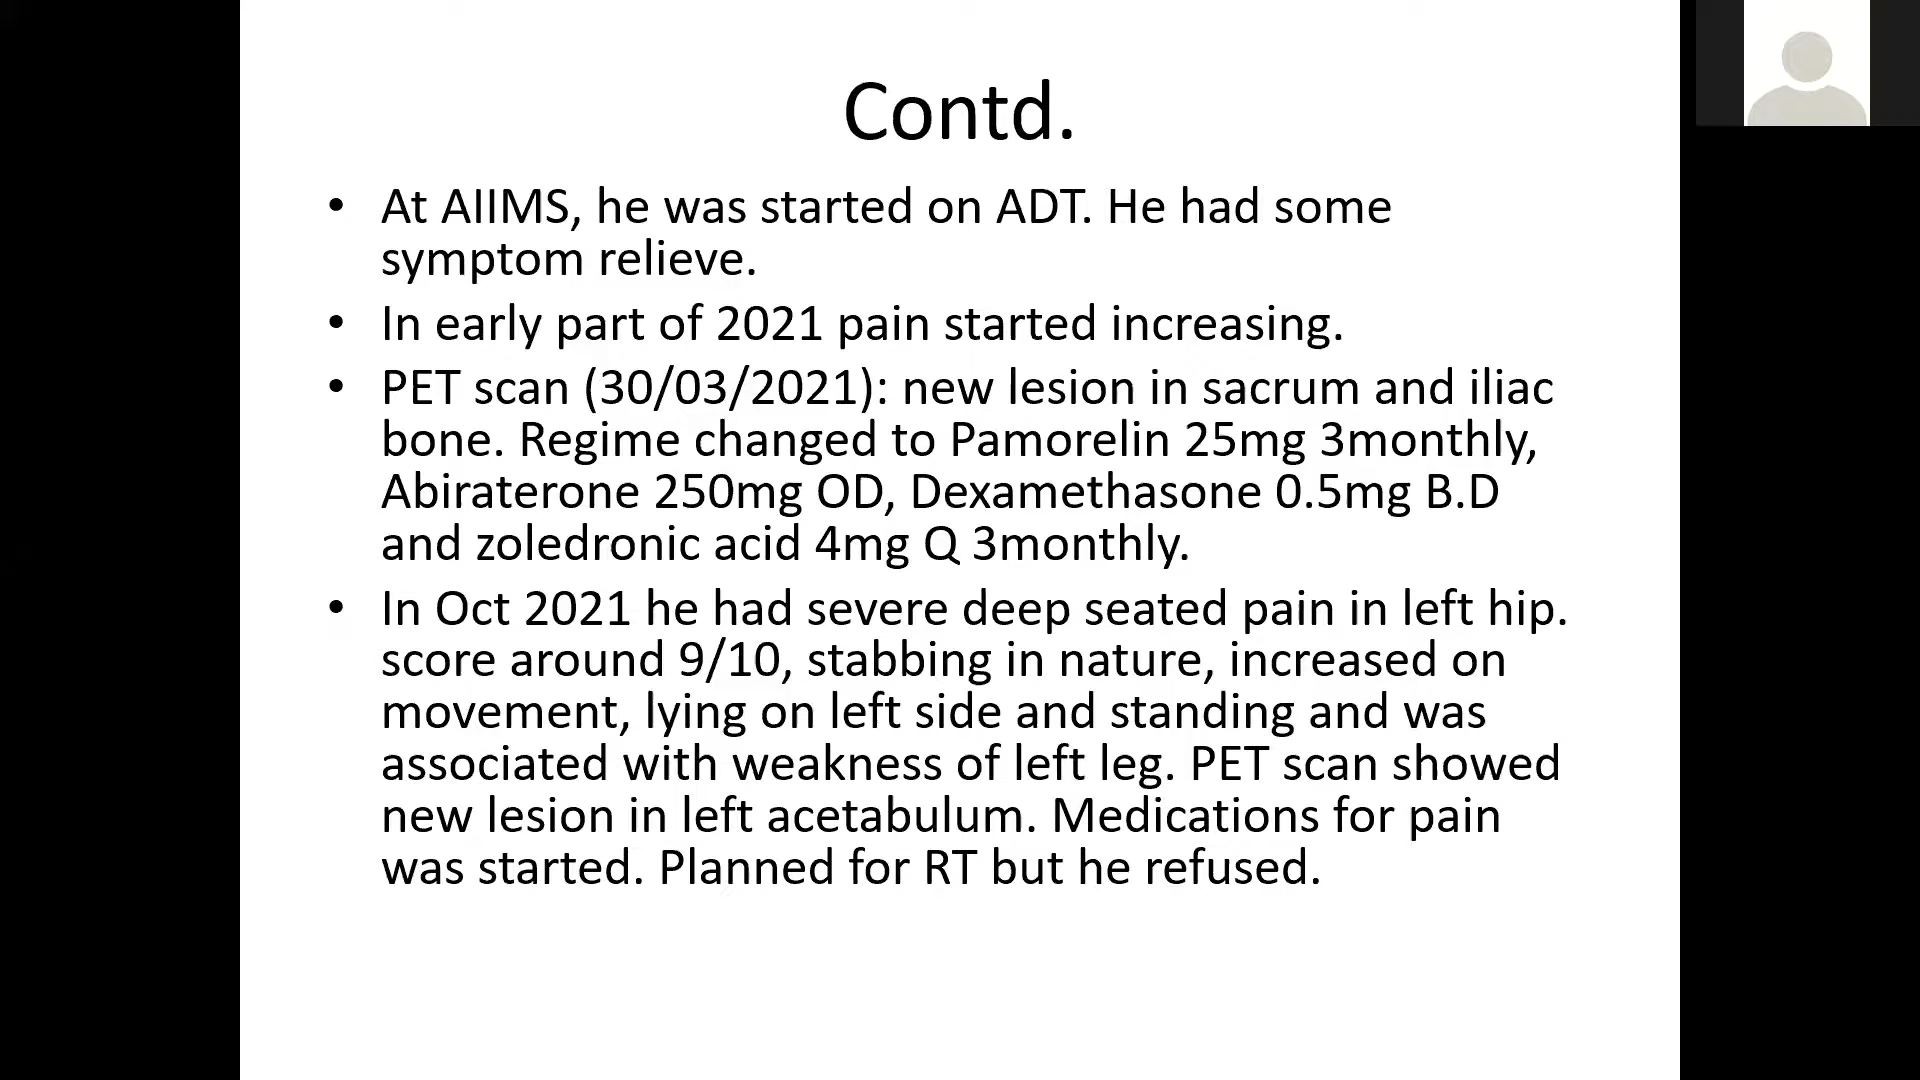 Contd.
• At AIIMS, he was started on ADT. He had some
symptom relieve.
• In early part of 2021 pain started increasing.
• PET scan (30/03/2021): new lesion in sacrum and iliac
bone. Regime changed to Pamorelin 25mg 3monthly,
Abiraterone 250mg OD, Dexamethasone 0.5mg B.D
and zoledronic acid 4mg Q 3monthly.
• In Oct 2021 he had severe deep seated pain in left hip.
score around 9/10, stabbing in nature, increased on
movement, lying on left side and standing and was
associated with weakness of left leg. PET scan showed
new lesion in left acetabulum. Medications for pain
was started. Planned for RT but he refused.